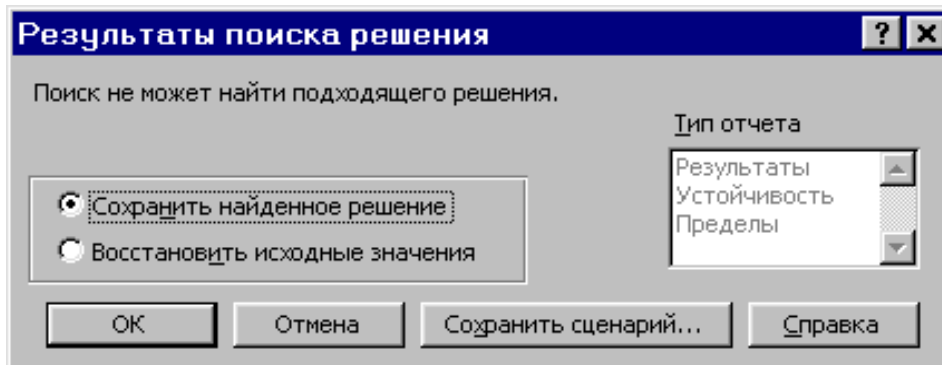 Результаты поиска решения
? ×
Поиск не может найти подходящего решения.
Тип отчета
Результаты
Устойчивость
Пределы
Сохранить найденное решение
Восстановить исходные значения
ОК Отмена Сохранить сценарий... Справка